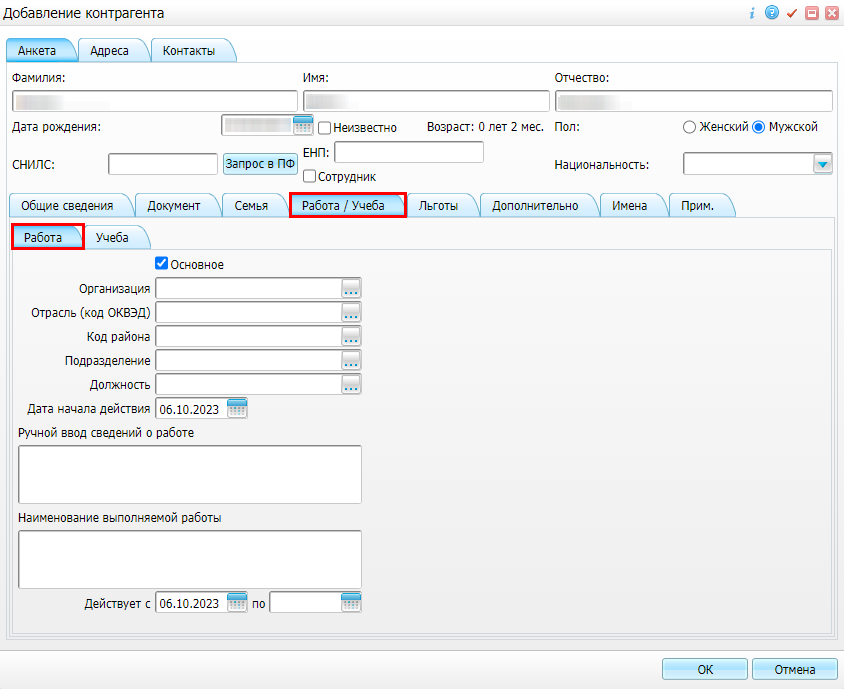 Добавление контрагента
Анкета Адреса Контакты
Фамилия: Имя: Отчество:
Дата рождения: Неизвестно Возраст: 0 лет 2 мес. Пол: Женский Мужской
СНИЛС: Запрос в ПФ ЕНП: Национальность:
Сотрудник
Общие сведения Документ Семья Работа / Учеба Льготы Дополнительно Имена Прим.
Работа Учеба
Основное
Организация ...
Отрасль (код ОКВЭД) ...
Код района ...
Подразделение ...
Должность ...
Дата начала действия 06.10.2023
Ручной ввод сведений о работе
Наименование выполняемой работы
Действует с 06.10.2023 по
ОК Отмена